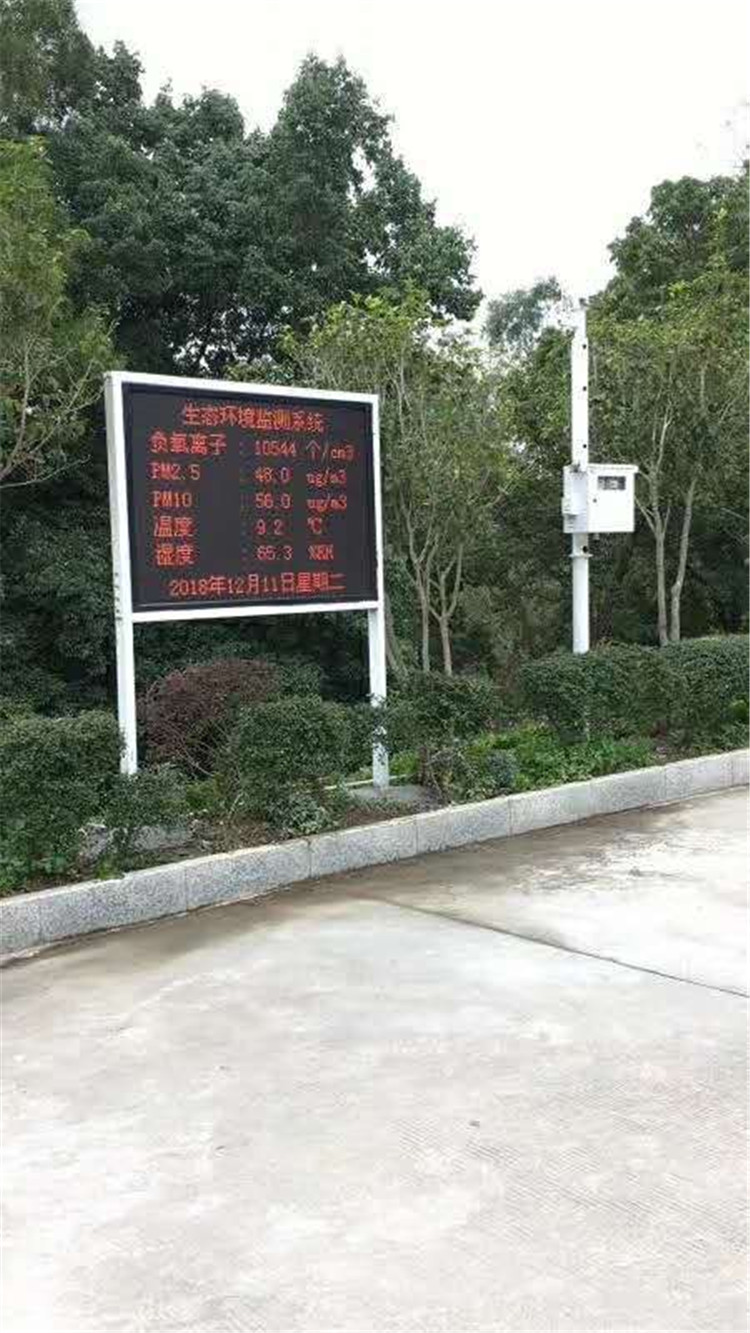 生态环境监测系统
负氧离子 : 10544 个/cm3
PM2.5 : 48.0 ug/m3
PM10 : 56.0 ug/m3
温度 : 9.2 ℃
湿度 : 65.3 %RH
2018年12月11日星期二